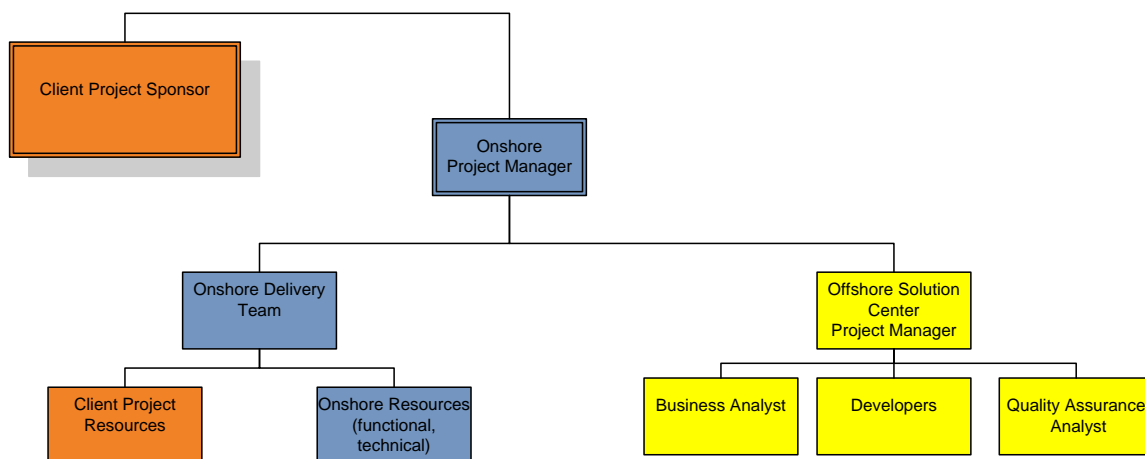 Client Project Sponsor
Onshore
Project Manager
Onshore Delivery
Team
Offshore Solution
Center
Project Manager
Client Project
Resources
Onshore Resources
(functional,
technical)
Business Analyst
Developers
Quality Assurance
Analyst